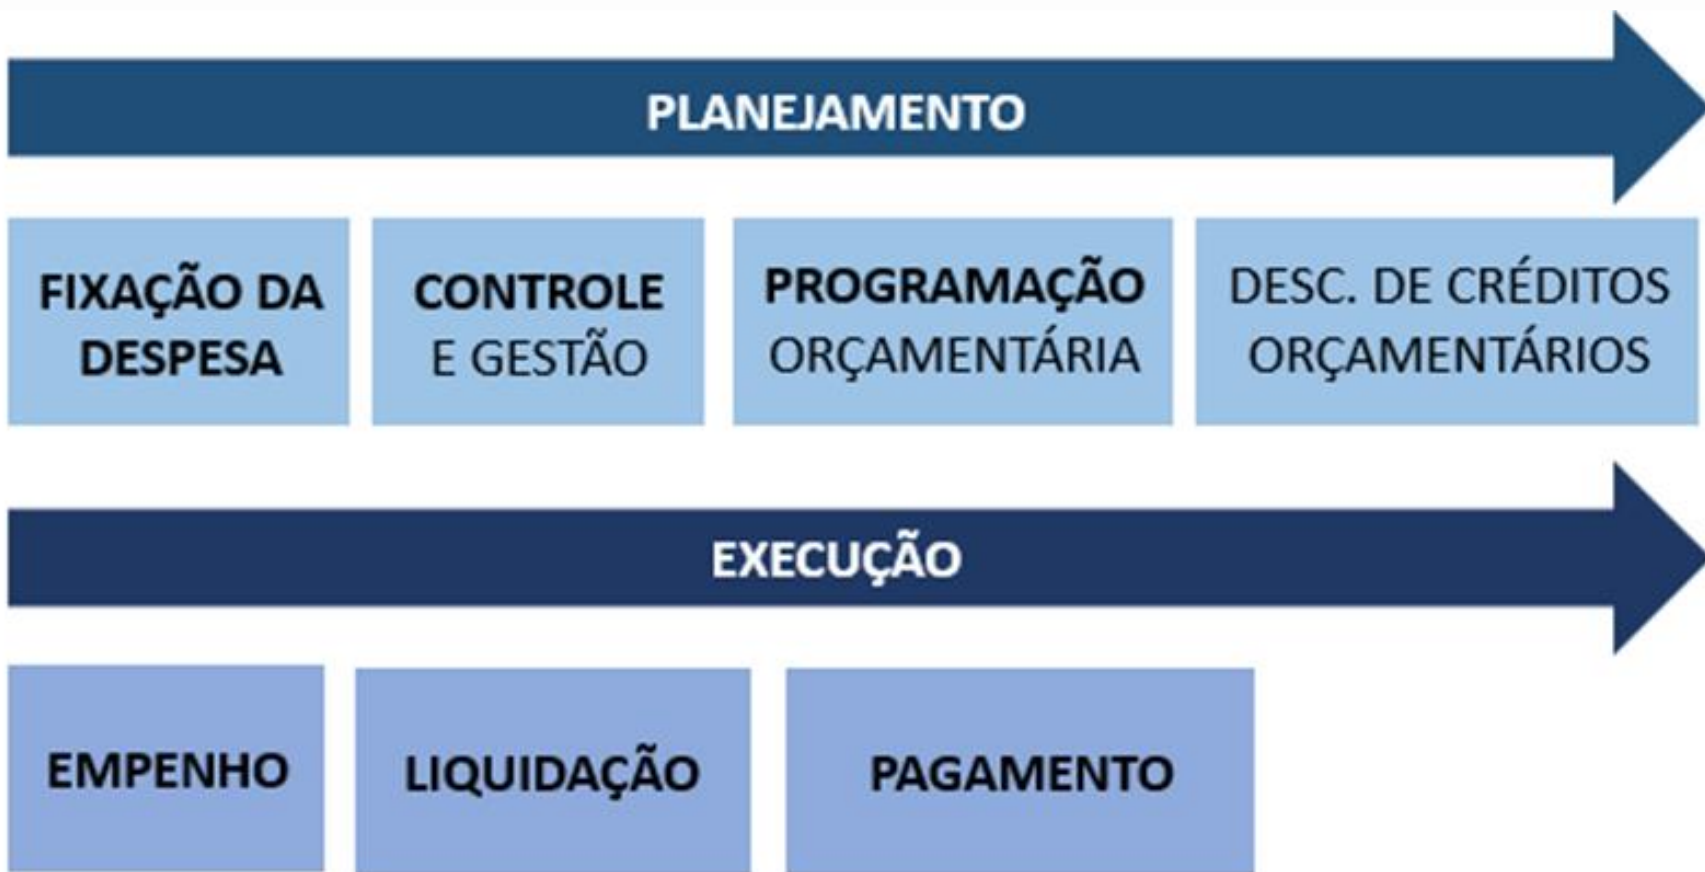 PLANEJAMENTO
FIXAÇÃO DA
DESPESA
CONTROLE
E GESTÃO
PROGRAMAÇÃO
ORÇAMENTÁRIA
DESC. DE CRÉDITOS
ORÇAMENTÁRIOS
EXECUÇÃO
EMPENHO
LIQUIDAÇÃO
PAGAMENTO